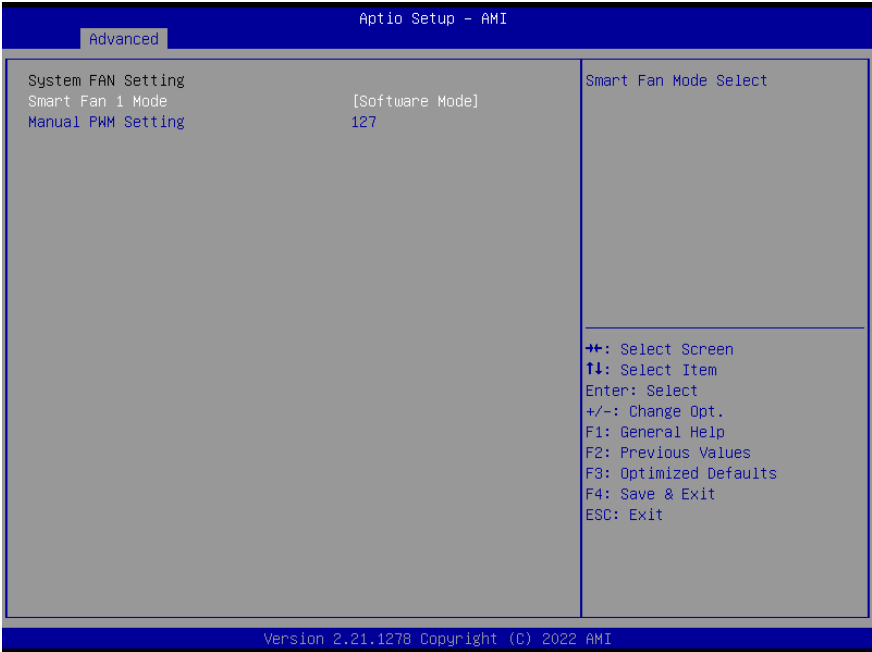 Aptio Setup – AMI
Advanced
System FAN Setting
Smart Fan 1 Mode [Software Mode]
Manual PWM Setting 127
Smart Fan Mode Select
→←: Select Screen
↑↓: Select Item
Enter: Select
+/-: Change Opt.
F1: General Help
F2: Previous Values
F3: Optimized Defaults
F4: Save & Exit
ESC: Exit
Version 2.21.1278 Copyright (C) 2022 AMI